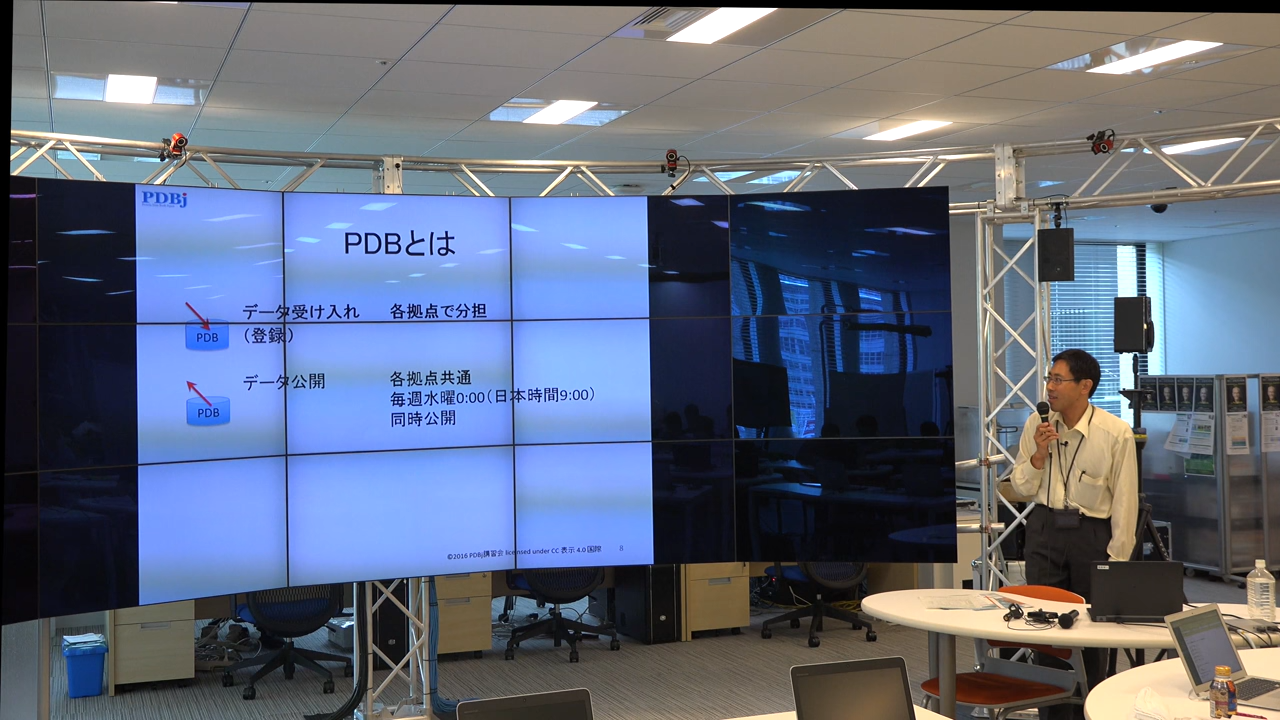 PDBj
PDBとは
データ受け入れ 各拠点で分担
（登録）
PDB
データ公開 各拠点共通
毎週水曜0:00（日本時間9:00）
同時公開
PDB
©2016 PDBj講習会 licensed under CC 表示 4.0 国際 8